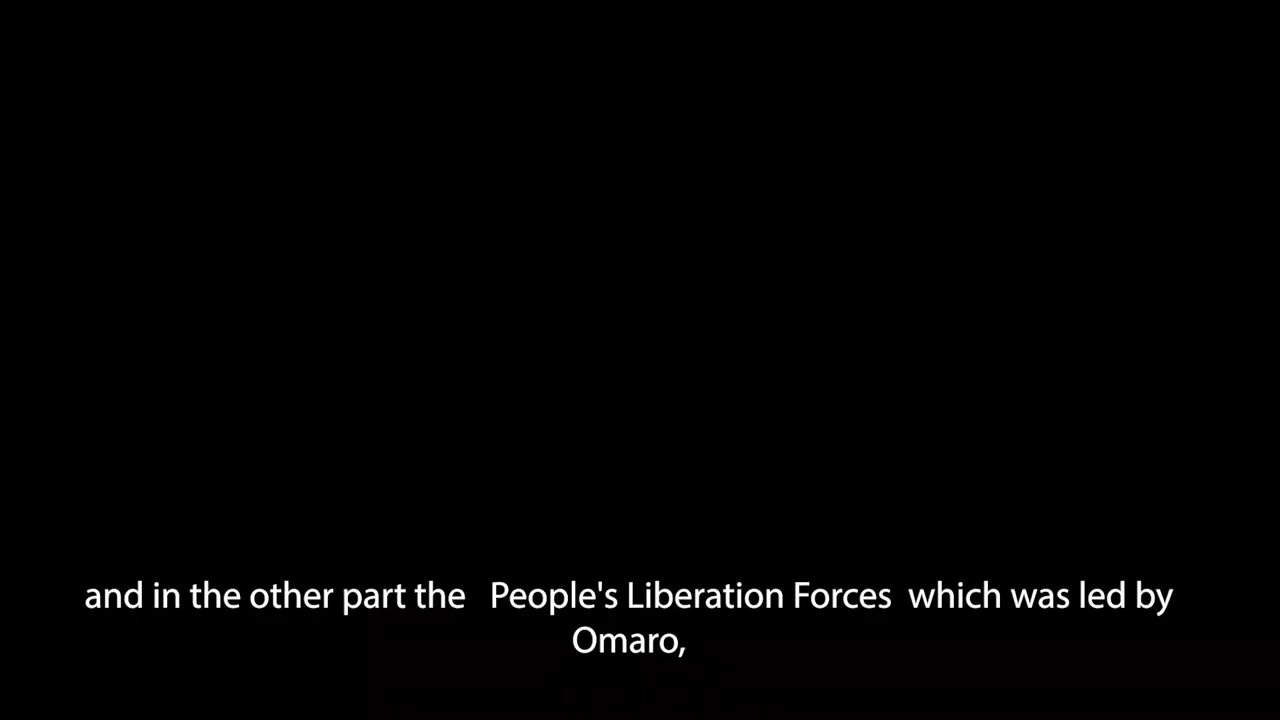 and in the other part the People's Liberation Forces which was led by
Omaro,